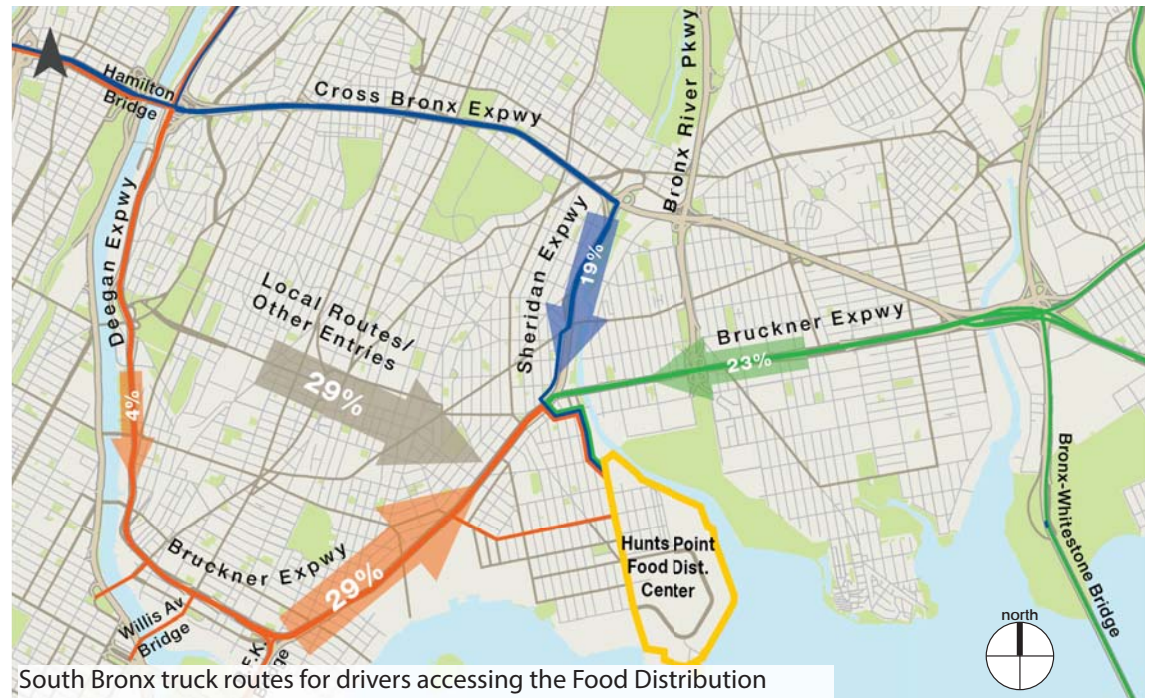 Hamilton
Bridge
Cross Bronx Expwy
Bronx River Pkwy
Deegan Expwy
Sheridan Expwy
19%
Local Routes/
Other Entries
29%
Bruckner Expwy
23%
4%
Bruckner Expwy
29%
Willis Av
Bridge
Hunts Point
Food Dist.
Center
Bronx-Whitestone Bridge
north
South Bronx truck routes for drivers accessing the Food Distribution